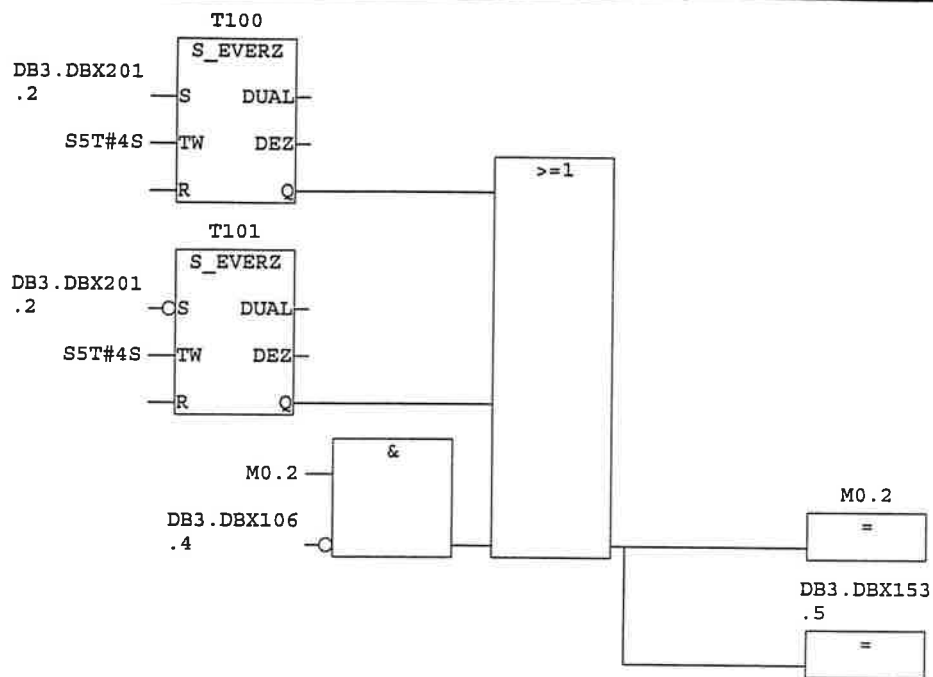 T100
S_EVERZ
DB3.DBX201
.2
S DUAL
S5T#4S TW DEZ
R Q
>=1
T101
S_EVERZ
DB3.DBX201
.2
S DUAL
S5T#4S TW DEZ
R Q
&
M0.2
DB3.DBX106
.4
M0.2
=
DB3.DBX153
.5
=